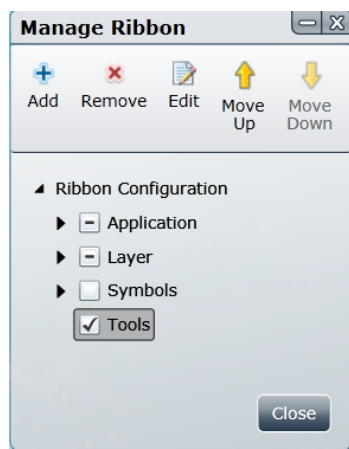 Manage Ribbon
Add Remove Edit Move Up Move Down
Ribbon Configuration
Application
Layer
Symbols
Tools
Close